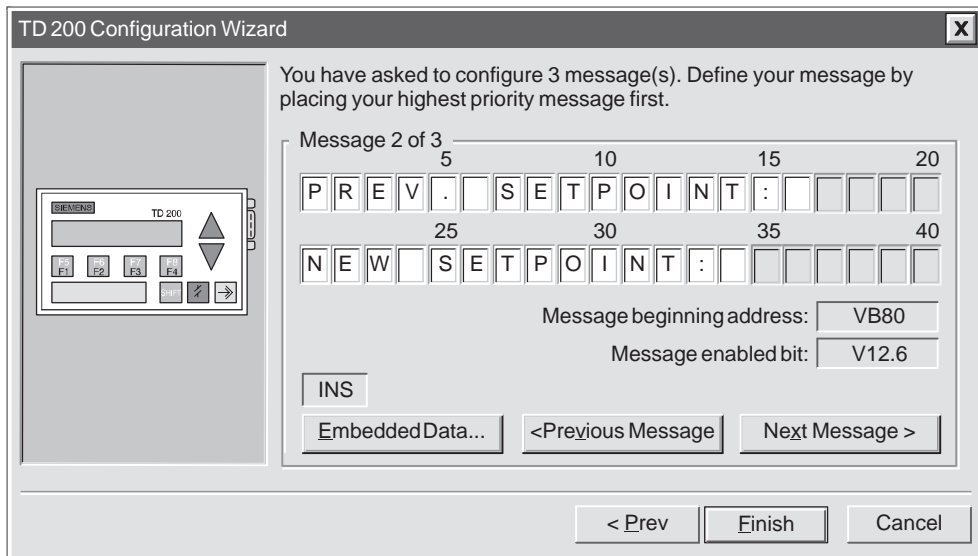 TD 200 Configuration Wizard X
You have asked to configure 3 message(s). Define your message by
placing your highest priority message first.
Message 2 of 3
5 10 15 20
PREV. SETPOINT:
25 30 35 40
NEW SETPOINT:
SIEMENS
TD 200
F5 F6 F7 F8
F1 F2 F3 F4
SHIFT
Message beginning address: VB80
Message enabled bit: V12.6
INS
Embedded Data... <Previous Message Next Message >
< Prev Finish Cancel